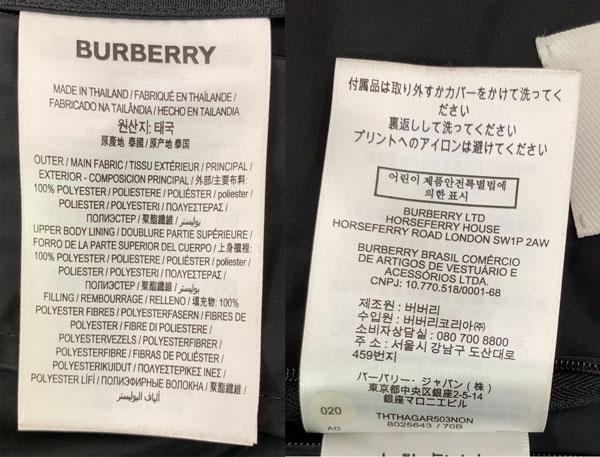 BURBERRY
MADE IN THAILAND / FABRIQUÉ EN THAÏLANDE /
FABRICADO NA TAILÂNDIA / HECHO EN TAILANDIA
원산지: 태국
原產地 泰國 / 原产地 泰国
OUTER / MAIN FABRIC / TISSU EXTÉRIEUR / PRINCIPAL /
EXTERIOR - COMPOSICION PRINCIPAL / 外部/主要布料:
100% POLYESTER / POLIESTERE / POLIÉSTER / poliester /
POLIESTER / POLYESTERI / ΠΟΛΥΕΣΤΕΡΑΣ /
ПОЛИЭСТЕР / 聚酯纖維 / بوليستر
UPPER BODY LINING / DOUBLURE PARTIE SUPÉRIEURE /
FORRO DE LA PARTE SUPERIOR DEL CUERPO / 上身襯裡:
100% POLYESTER / POLIESTERE / POLIÉSTER / poliester /
POLIESTER / POLYESTERI / ΠΟΛΥΕΣΤΕΡΑΣ /
ПОЛИЭСТЕР / 聚酯纖維 / بوليستر
FILLING / REMBOURRAGE / RELLENO / 填充物: 100%
POLYESTER FIBRES / POLYESTERFASERN / FIBRES DE
POLYESTER / FIBRE DI POLIESTERE /
POLYESTERVEZELS / POLYESTERFIBRER /
POLYESTERFIBRE / FIBRAS DE POLIÉSTER /
POLYESTERIKUIDUT / ΠΟΛΥΕΣΤΕΡΙΚΕΣ ΙΝΕΣ /
POLYESTER LİFİ / ПОЛИЭФИРНЫЕ ВОЛОКНА / 聚酯纖維 /
ألياف البوليستر
付属品は取り外すかカバーをかけて洗ってく
ださい
裏返しして洗ってください
プリントへのアイロンは避けてください
어린이 제품안전특별법에
의한 표시
BURBERRY LTD
HORSEFERRY HOUSE
HORSEFERRY ROAD LONDON SW1P 2AW
BURBERRY BRASIL COMÉRCIO
DE ARTIGOS DE VESTUÁRIO E
ACESSÓRIOS LTDA.
CNPJ: 10.770.518/0001-68
제조원 : 버버리
수입원 : 버버리코리아㈜
소비자상담실 : 080 700 8800
주 소 : 서울시 강남구 도산대로
459번지
バーバリー・ジャパン(株)
東京都中央区銀座2-5-14
銀座マロニエビル
020
AD
THTHAGAR503NON
8025643 / 70B